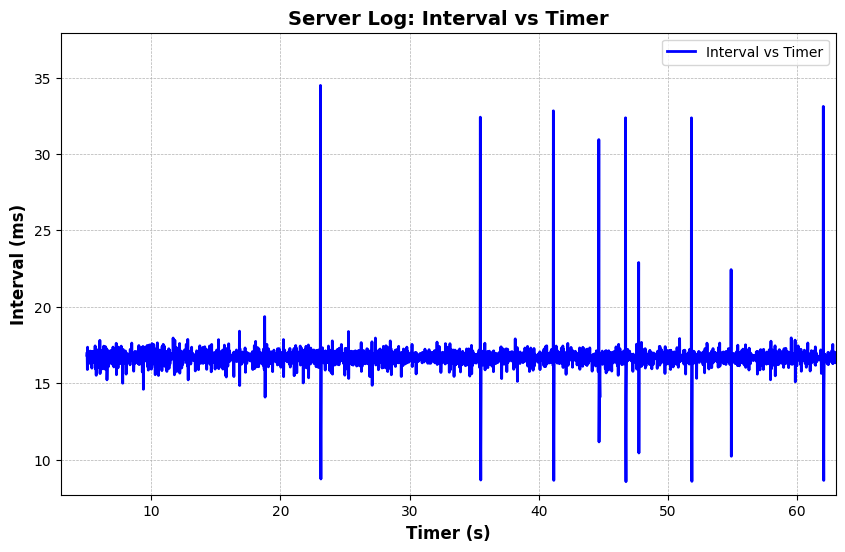 Server Log: Interval vs Timer
Interval vs Timer
35
30
25
20
15
10
Interval (ms)
10 20 30 40 50 60
Timer (s)